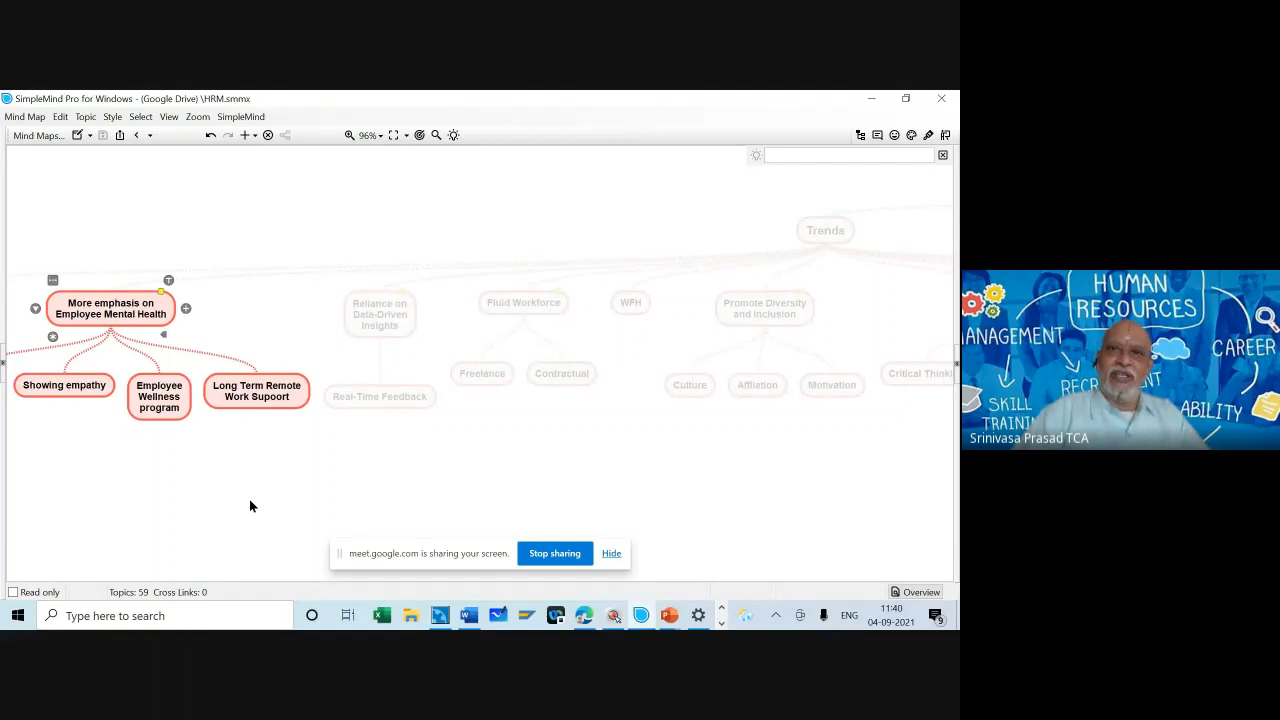 SimpleMind Pro for Windows - (Google Drive) \HRM.smmx
Mind Map Edit Topic Style Select View Zoom SimpleMind
Mind Maps... 96%
Trends
More emphasis on
Employee Mental Health
Reliance on
Data-Driven
Insights
Fluid Workforce
WFH
Promote Diversity
and Inclusion
Showing empathy
Employee
Wellness
program
Long Term Remote
Work Supoort
Real-Time Feedback
Freelance
Contractual
Culture
Affliation
Motivation
Critical Thinki
meet.google.com is sharing your screen.
Stop sharing
Hide
Read only
Topics: 59 Cross Links: 0
Overview
Type here to search
ENG
11:40
04-09-2021
9
HUMAN
RESOURCES
MANAGEMENT
CAREER
SKILL
ABILITY
Srinivasa Prasad TCA